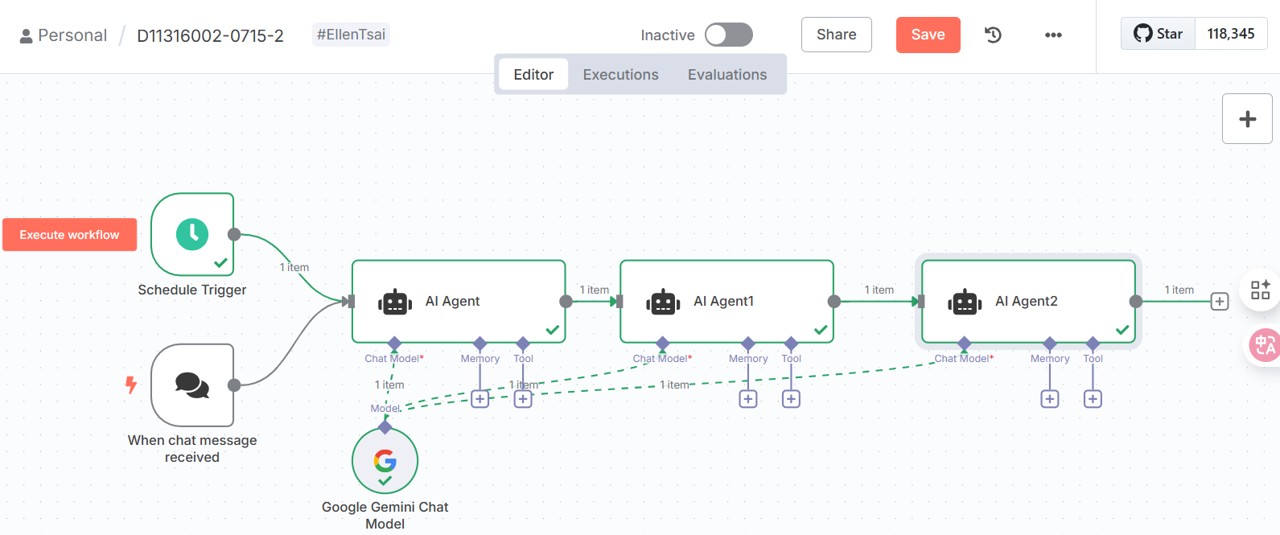 Personal / D11316002-0715-2 #EllenTsai Inactive Share Save ••• Star 118,345
Editor Executions Evaluations
Execute workflow
1 item
Schedule Trigger
AI Agent
1 item
AI Agent1
1 item
AI Agent2
1 item
Chat Model* Memory Tool
Chat Model* Memory Tool
Chat Model* Memory Tool
1 item
1 item
1 item
Model
When chat message
received
Google Gemini Chat
Model
中A